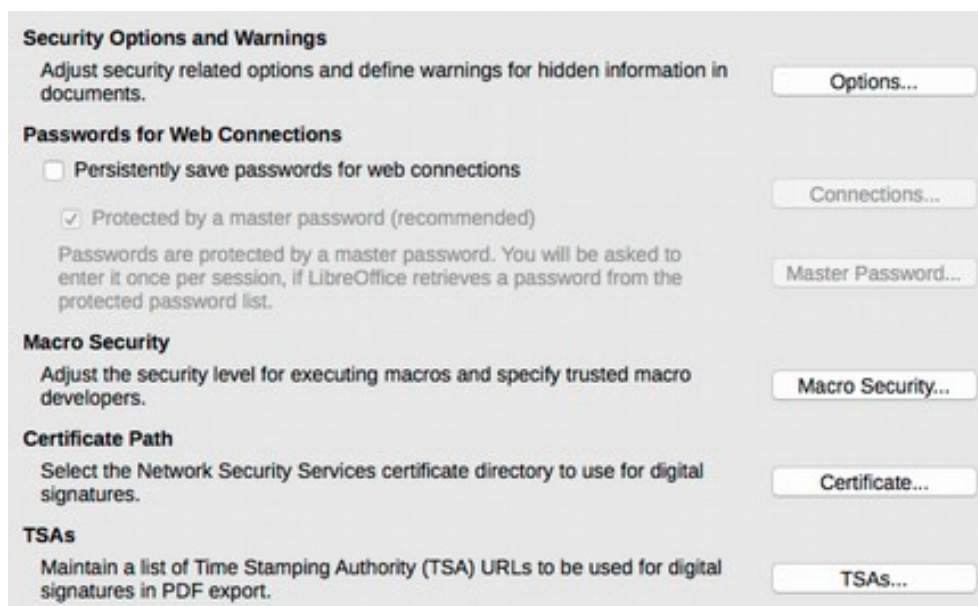 Security Options and Warnings
Adjust security related options and define warnings for hidden information in
documents.
Options...
Passwords for Web Connections
Persistently save passwords for web connections
Connections...
Protected by a master password (recommended)
Passwords are protected by a master password. You will be asked to
enter it once per session, if LibreOffice retrieves a password from the
protected password list.
Master Password...
Macro Security
Adjust the security level for executing macros and specify trusted macro
developers.
Macro Security...
Certificate Path
Select the Network Security Services certificate directory to use for digital
signatures.
Certificate...
TSAs
Maintain a list of Time Stamping Authority (TSA) URLs to be used for digital
signatures in PDF export.
TSAs...